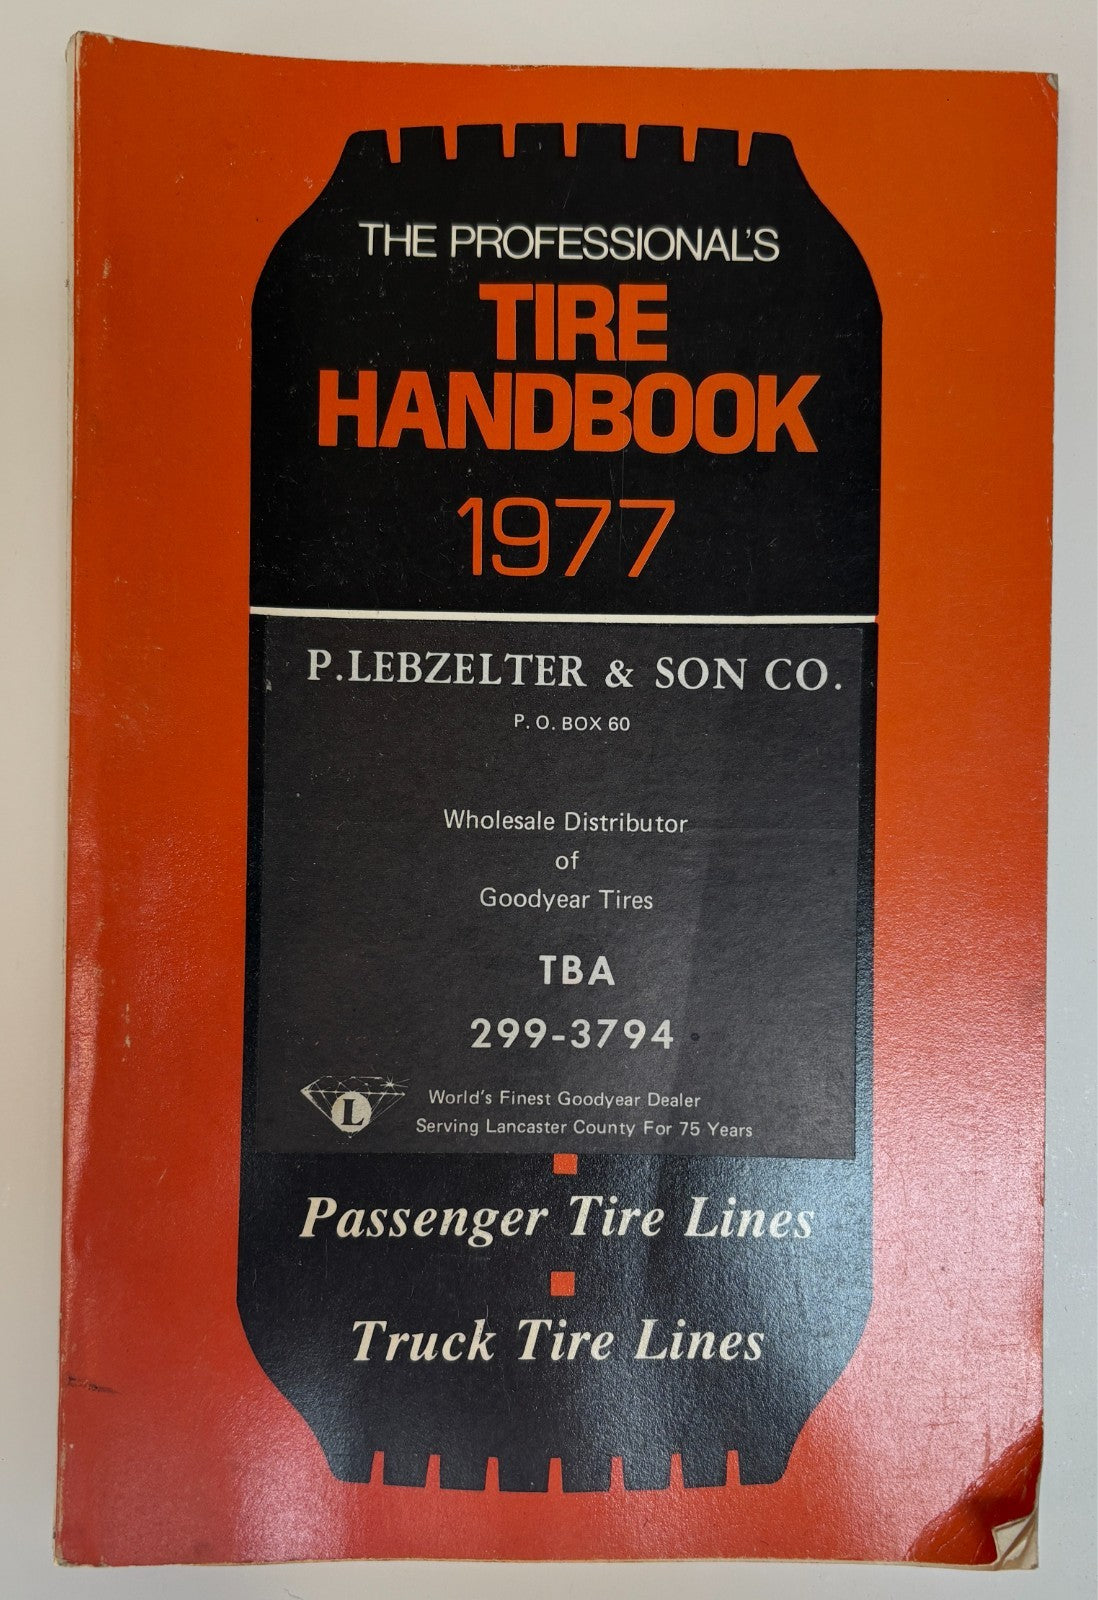 THE PROFESSIONAL'S
TIRE
HANDBOOK
1977
P.LEBZELTER & SON CO.
P. O. BOX 60
Wholesale Distributor
of
Goodyear Tires
TBA
299-3794
L
World's Finest Goodyear Dealer
Serving Lancaster County For 75 Years
Passenger Tire Lines
Truck Tire Lines